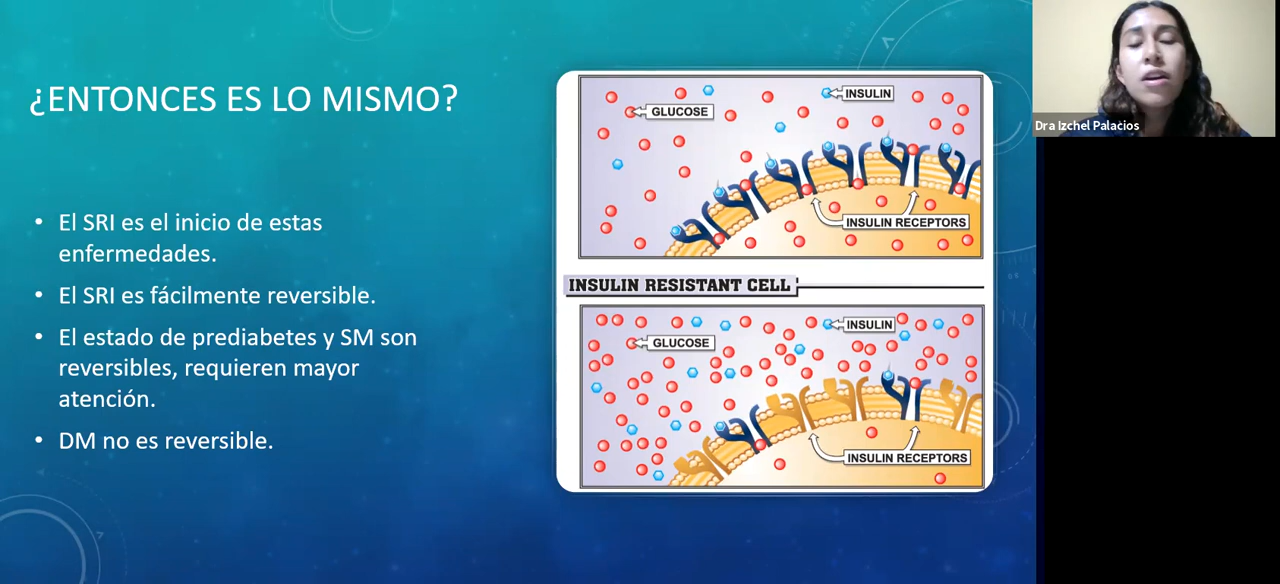 ¿ENTONCES ES LO MISMO?
• El SRI es el inicio de estas
enfermedades.
• El SRI es fácilmente reversible.
• El estado de prediabetes y SM son
reversibles, requieren mayor
atención.
• DM no es reversible.
INSULIN
GLUCOSE
INSULIN RECEPTORS
INSULIN RESISTANT CELL
INSULIN
GLUCOSE
INSULIN RECEPTORS
Dra Izchel Palacios